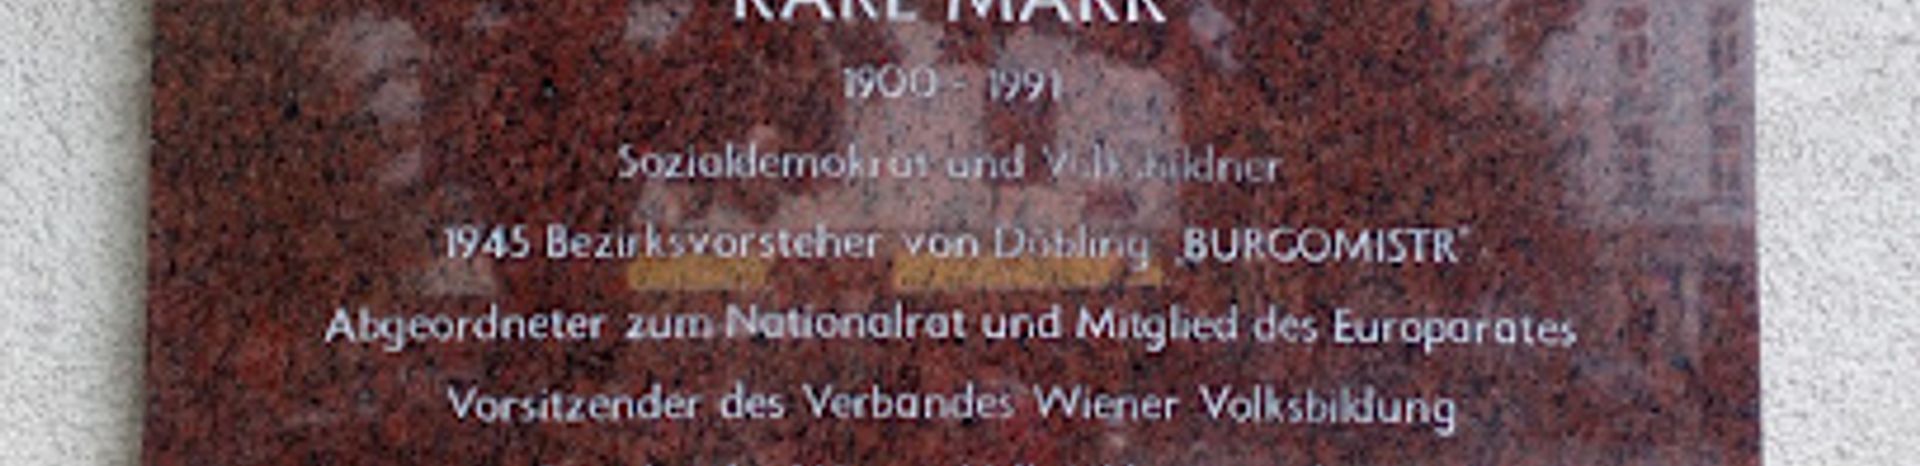 KARL MARK
1900 - 1991
Sozialdemokrat und Volksbildner
1945 Bezirksvorsteher von Döbling „BURGOMISTR“
Abgeordneter zum Nationalrat und Mitglied des Europarates
Vorsitzender des Verbandes Wiener Volksbildung